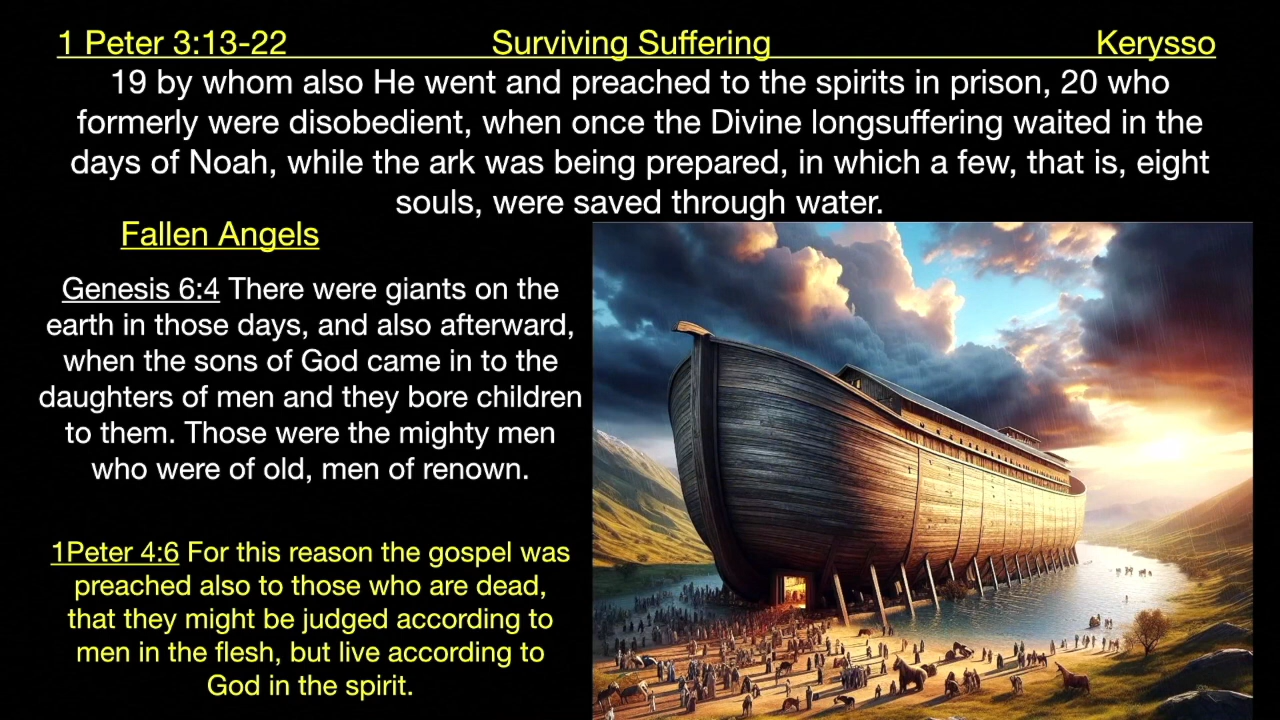 1 Peter 3:13-22 Surviving Suffering Kerysso
19 by whom also He went and preached to the spirits in prison, 20 who
formerly were disobedient, when once the Divine longsuffering waited in the
days of Noah, while the ark was being prepared, in which a few, that is, eight
souls, were saved through water.
Fallen Angels
Genesis 6:4 There were giants on the
earth in those days, and also afterward,
when the sons of God came in to the
daughters of men and they bore children
to them. Those were the mighty men
who were of old, men of renown.
1Peter 4:6 For this reason the gospel was
preached also to those who are dead,
that they might be judged according to
men in the flesh, but live according to
God in the spirit.